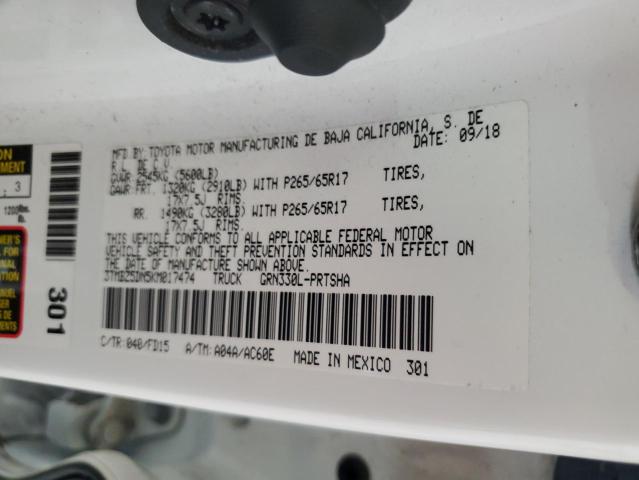 MFD BY: TOYOTA MOTOR MANUFACTURING DE BAJA CALIFORNIA, S. DE
R L DE C V DATE: 09/18
GVWR 2545KG (5600LB)
GAWR FRT. 1320KG (2910LB) WITH P265/65R17 TIRES,
17X7.5J RIMS.
RR. 1490KG (3280LB) WITH P265/65R17 TIRES,
17X7.5J RIMS.
THIS VEHICLE CONFORMS TO ALL APPLICABLE FEDERAL MOTOR
VEHICLE SAFETY AND THEFT PREVENTION STANDARDS IN EFFECT ON
DATE OF MANUFACTURE SHOWN ABOVE.
3TYBZ5DN5KM017474 TRUCK GRN330L-PRTSHA
C/TR: 040/FD15 A/TM: A04A/AC60E MADE IN MEXICO 301
301
3
MANUEL